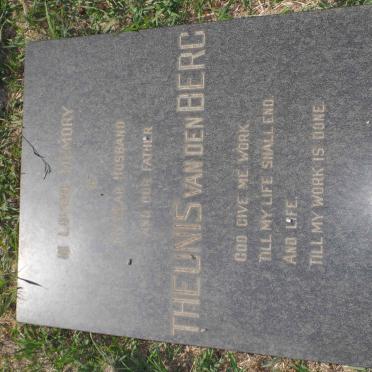 IN LOVING MEMORY
OF
MY DEAR HUSBAND
AND OUR FATHER
THEUNIS VAN DEN BERG
GOD GIVE ME WORK,
TILL MY LIFE SHALL END.
AND LIFE,
TILL MY WORK IS DONE.